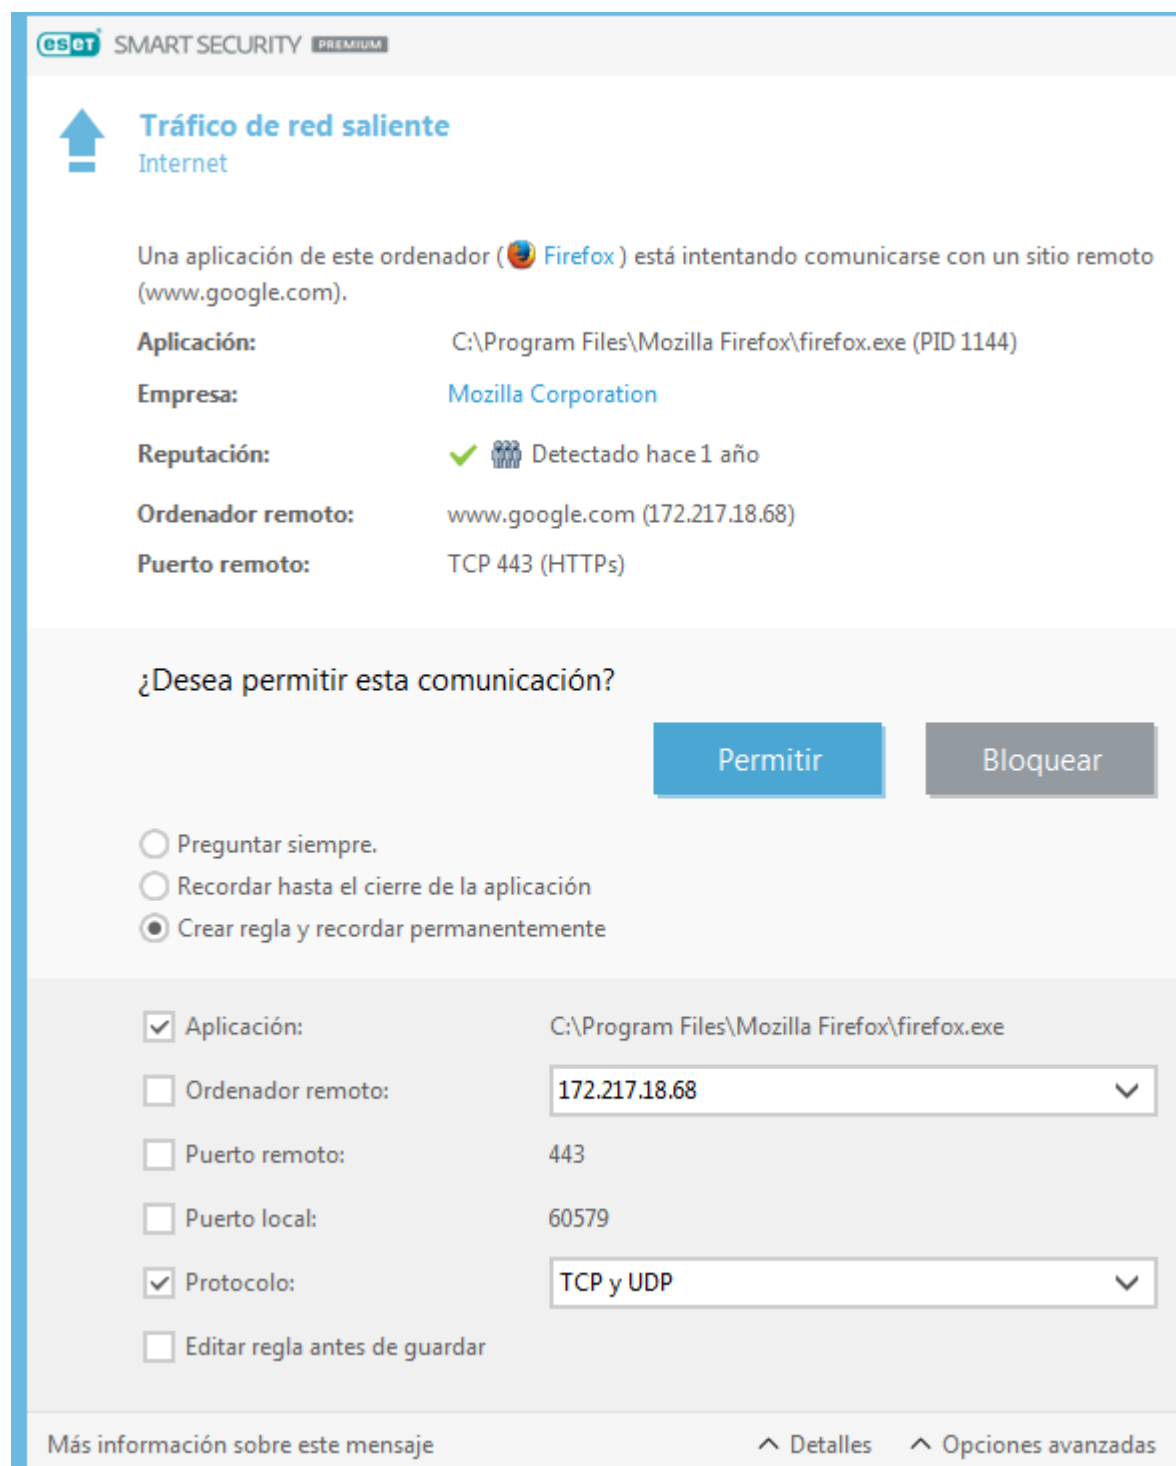 eset SMART SECURITY PREMIUM
Tráfico de red saliente
Internet
Una aplicación de este ordenador ( Firefox ) está intentando comunicarse con un sitio remoto
(www.google.com).
Aplicación: C:\Program Files\Mozilla Firefox\firefox.exe (PID 1144)
Empresa: Mozilla Corporation
Reputación: Detectado hace 1 año
Ordenador remoto: www.google.com (172.217.18.68)
Puerto remoto: TCP 443 (HTTPs)
¿Desea permitir esta comunicación?
Permitir Bloquear
Preguntar siempre.
Recordar hasta el cierre de la aplicación
Crear regla y recordar permanentemente
Aplicación: C:\Program Files\Mozilla Firefox\firefox.exe
Ordenador remoto: 172.217.18.68
Puerto remoto: 443
Puerto local: 60579
Protocolo: TCP y UDP
Editar regla antes de guardar
Más información sobre este mensaje Detalles Opciones avanzadas